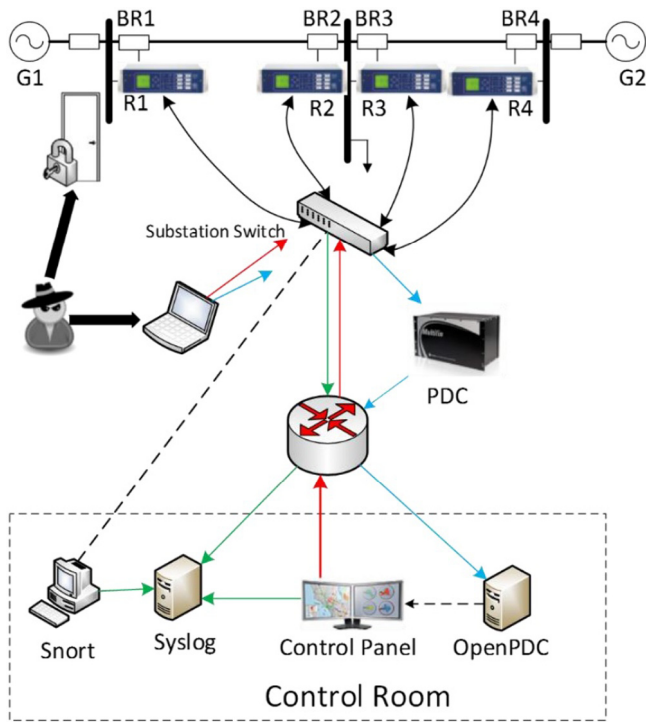 BR1 BR2 BR3 BR4
G1 G2
R1 R2 R3 R4
Substation Switch
Multilin
PDC
Snort Syslog Control Panel OpenPDC
Control Room